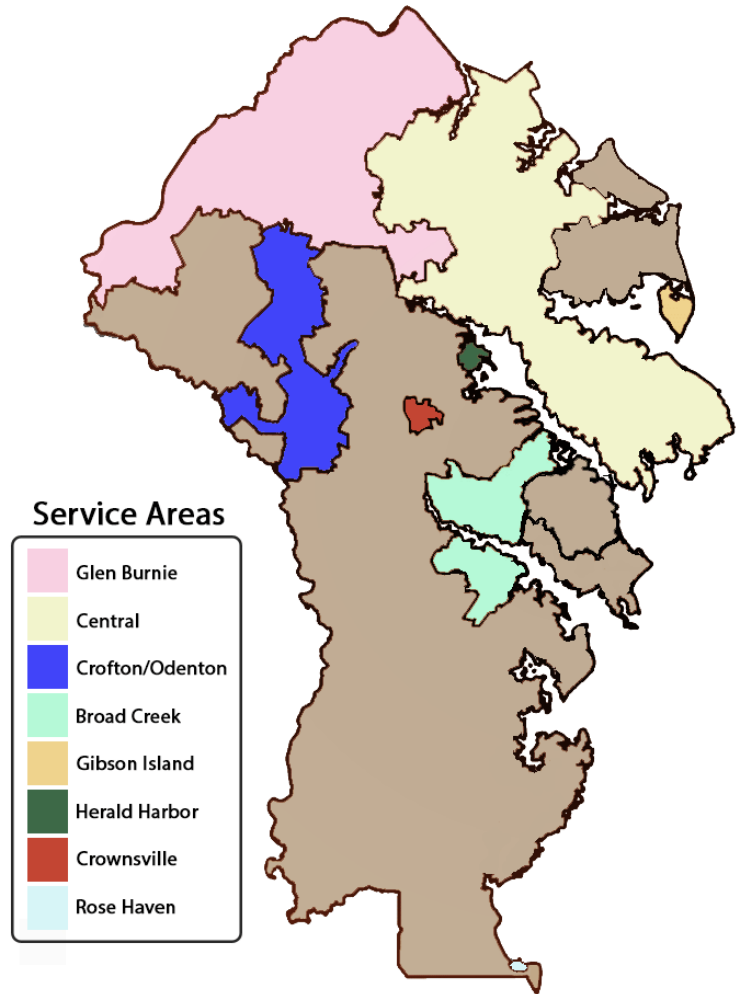 Service Areas
Glen Burnie
Central
Crofton/Odenton
Broad Creek
Gibson Island
Herald Harbor
Crownsville
Rose Haven